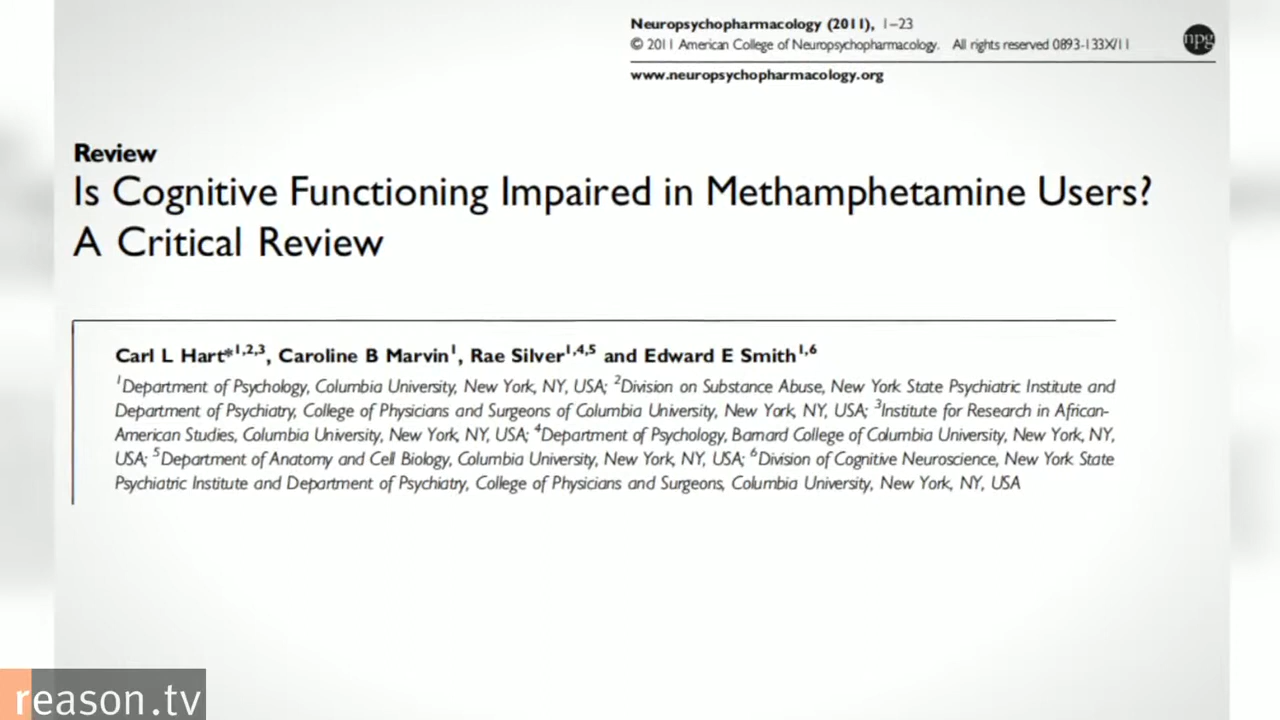 Neuropsychopharmacology (2011), 1–23
© 2011 American College of Neuropsychopharmacology. All rights reserved 0893-133X/11
npg
www.neuropsychopharmacology.org
Review
Is Cognitive Functioning Impaired in Methamphetamine Users?
A Critical Review
Carl L Hart*1,2,3, Caroline B Marvin1, Rae Silver1,4,5 and Edward E Smith1,6
1Department of Psychology, Columbia University, New York, NY, USA; 2Division on Substance Abuse, New York State Psychiatric Institute and
Department of Psychiatry, College of Physicians and Surgeons of Columbia University, New York, NY, USA; 3Institute for Research in African-
American Studies, Columbia University, New York, NY, USA; 4Department of Psychology, Barnard College of Columbia University, New York, NY,
USA; 5Department of Anatomy and Cell Biology, Columbia University, New York, NY, USA; 6Division of Cognitive Neuroscience, New York State
Psychiatric Institute and Department of Psychiatry, College of Physicians and Surgeons, Columbia University, New York, NY, USA
reason.tv